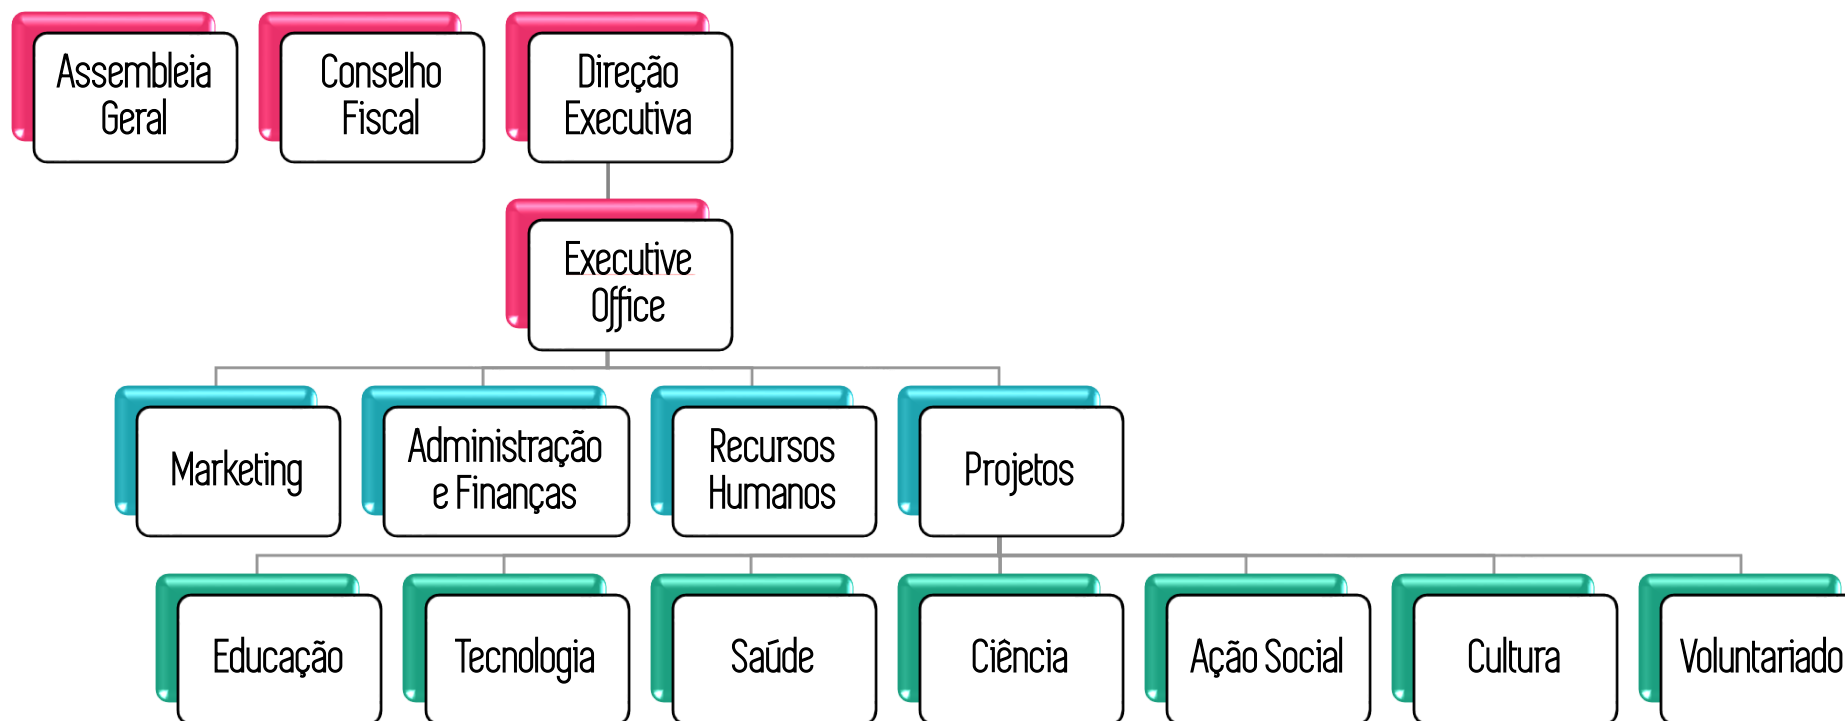 Assembleia
Geral
Conselho
Fiscal
Direção
Executiva
Executive
Office
Marketing
Administração
e Finanças
Recursos
Humanos
Projetos
Educação
Tecnologia
Saúde
Ciência
Ação Social
Cultura
Voluntariado